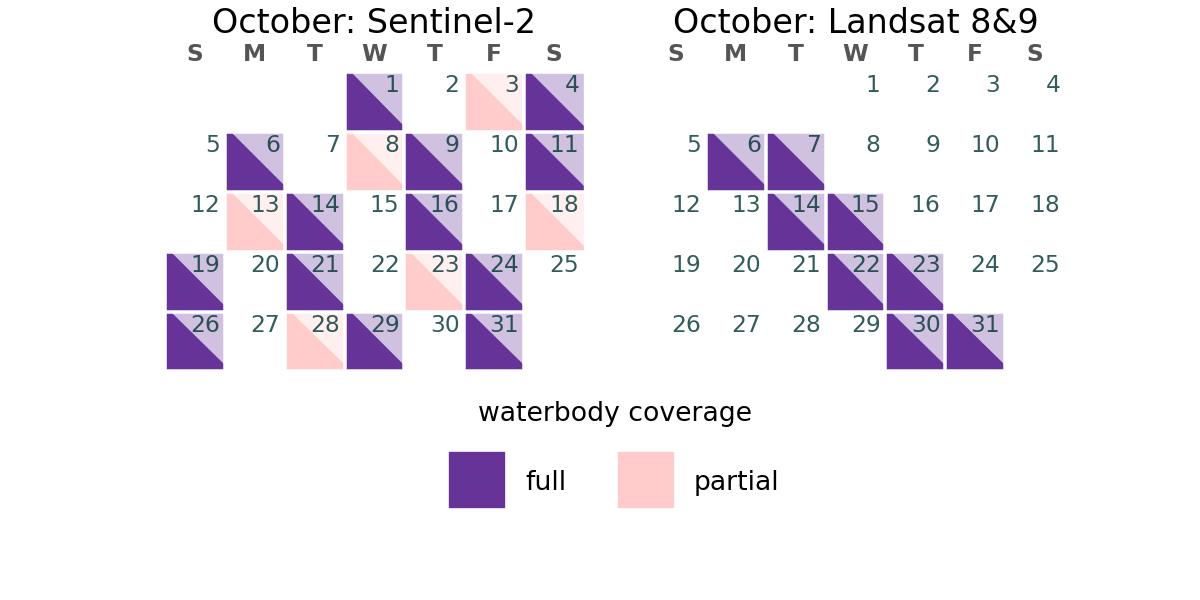 October: Sentinel-2
S M T W T F S
1 2 3 4
5 6 7 8 9 10 11
12 13 14 15 16 17 18
19 20 21 22 23 24 25
26 27 28 29 30 31
October: Landsat 8&9
S M T W T F S
1 2 3 4
5 6 7 8 9 10 11
12 13 14 15 16 17 18
19 20 21 22 23 24 25
26 27 28 29 30 31
waterbody coverage
full partial